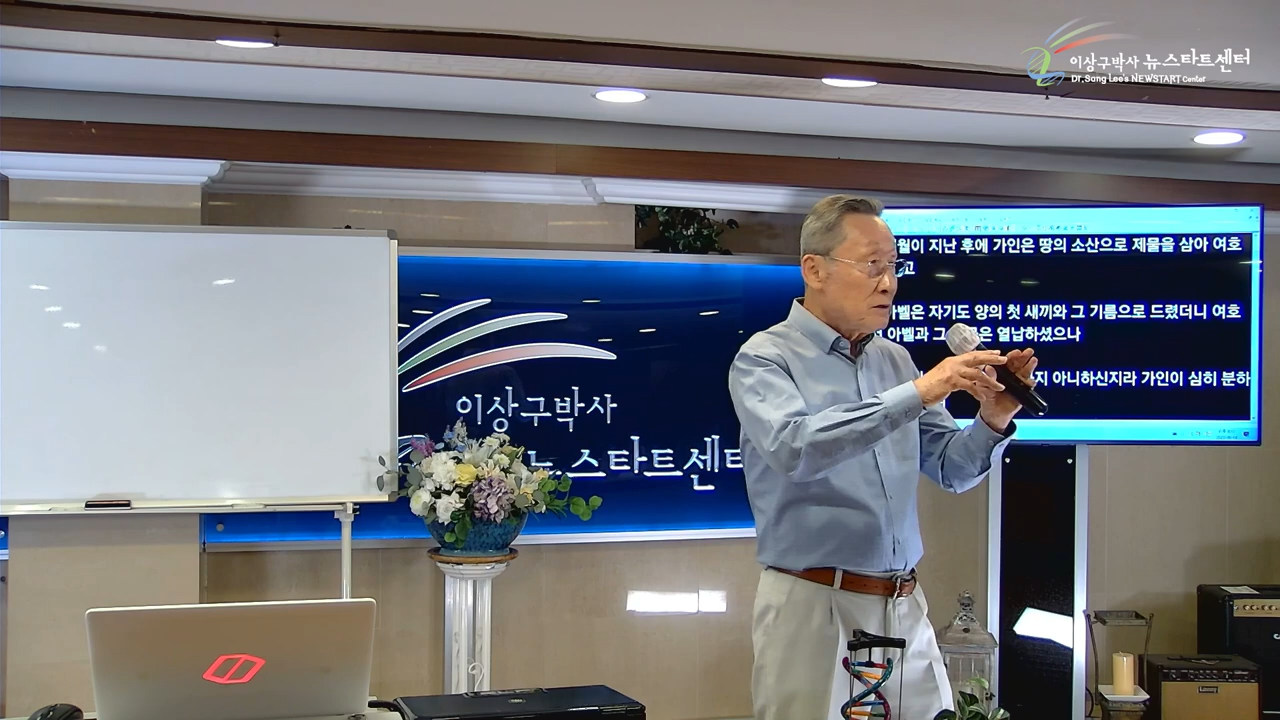 이상구박사 뉴스타트센터
Dr. Sang Lee's NEWSTART Center
월이 지난 후에 가인은 땅의 소산으로 제물을 삼아 여호
고
아벨은 자기도 양의 첫 새끼와 그 기름으로 드렸더니 여호
아벨과 그 은 열납하셨으나
지 아니하신지라 가인이 심히 분하
이상구박사
뉴스타트센터
Laney